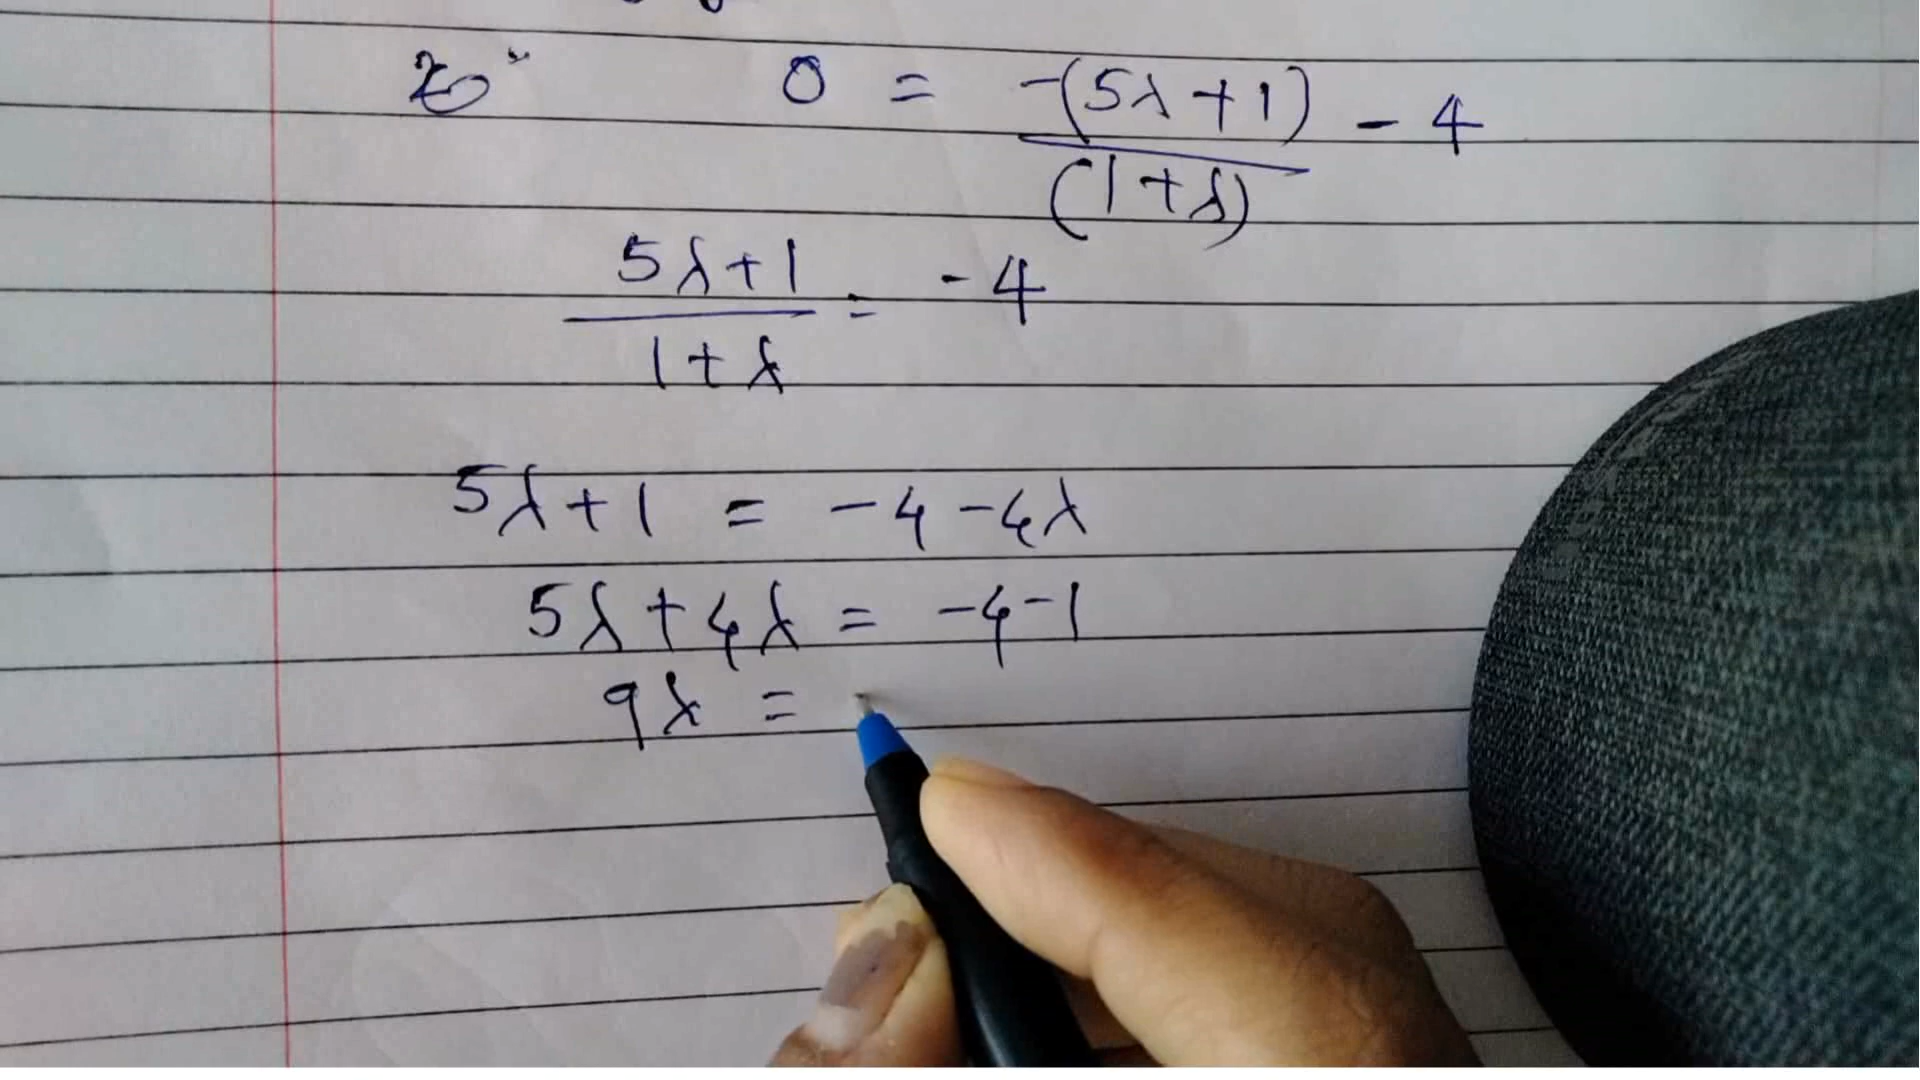 0 = -(5λ+1)/(1+λ) - 4
5λ+1/1+λ = -4
5λ+1 = -4-4λ
5λ+4λ = -4-1
9λ =